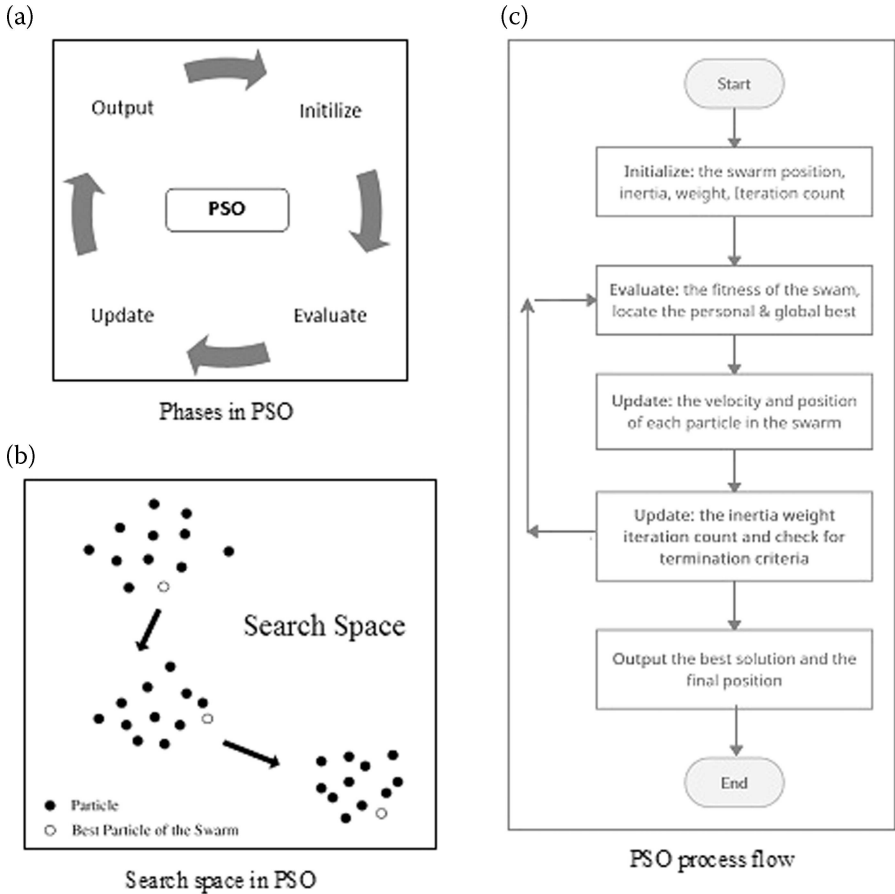 (a)
Output
Initilize
PSO
Update
Evaluate
Phases in PSO
(b)
Search Space
Particle
Best Particle of the Swarm
Search space in PSO
(c)
Start
Initialize: the swarm position,
inertia, weight, Iteration count
Evaluate: the fitness of the swam,
locate the personal & global best
Update: the velocity and position
of each particle in the swarm
Update: the inertia weight
iteration count and check for
termination criteria
Output the best solution and the
final position
End
PSO process flow